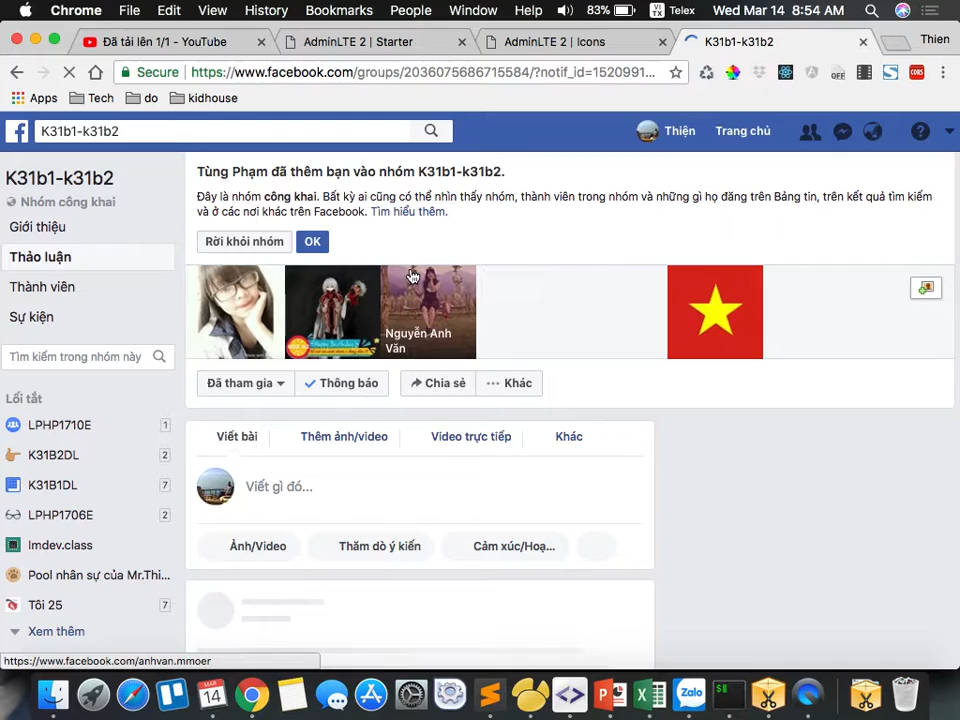 Chrome File Edit View History Bookmarks People Window Help 83% VI TX Telex Wed Mar 14 8:54 AM
Đã tải lên 1/1 - YouTube
AdminLTE 2 | Starter
AdminLTE 2 | Icons
K31b1-k31b2
Thien
Secure https://www.facebook.com/groups/2036075686715584/?notif_id=1520991...
OFF
CORS
Apps Tech do kidhouse
K31b1-k31b2
Thiện Trang chủ
K31b1-k31b2
Nhóm công khai
Giới thiệu
Thảo luận
Thành viên
Sự kiện
Tìm kiếm trong nhóm này
Lối tắt
LPHP1710E 1
K31B2DL 2
K31B1DL 7
LPHP1706E 2
Imdev.class
Pool nhân sự của Mr.Thi...
Tôi 25 7
Xem thêm
Tùng Phạm đã thêm bạn vào nhóm K31b1-k31b2.
Đây là nhóm công khai. Bất kỳ ai cũng có thể nhìn thấy nhóm, thành viên trong nhóm và những gì họ đăng trên Bảng tin, trên kết quả tìm kiếm
và ở các nơi khác trên Facebook. Tìm hiểu thêm.
Rời khỏi nhóm OK
Nguyễn Anh
Văn
Đã tham gia Thông báo Chia sẻ Khác
Viết bài Thêm ảnh/video Video trực tiếp Khác
Viết gì đó...
Ảnh/Video Thăm dò ý kiến Cảm xúc/Hoạ...
https://www.facebook.com/anhvan.mmoer
MAR
14
Zalo